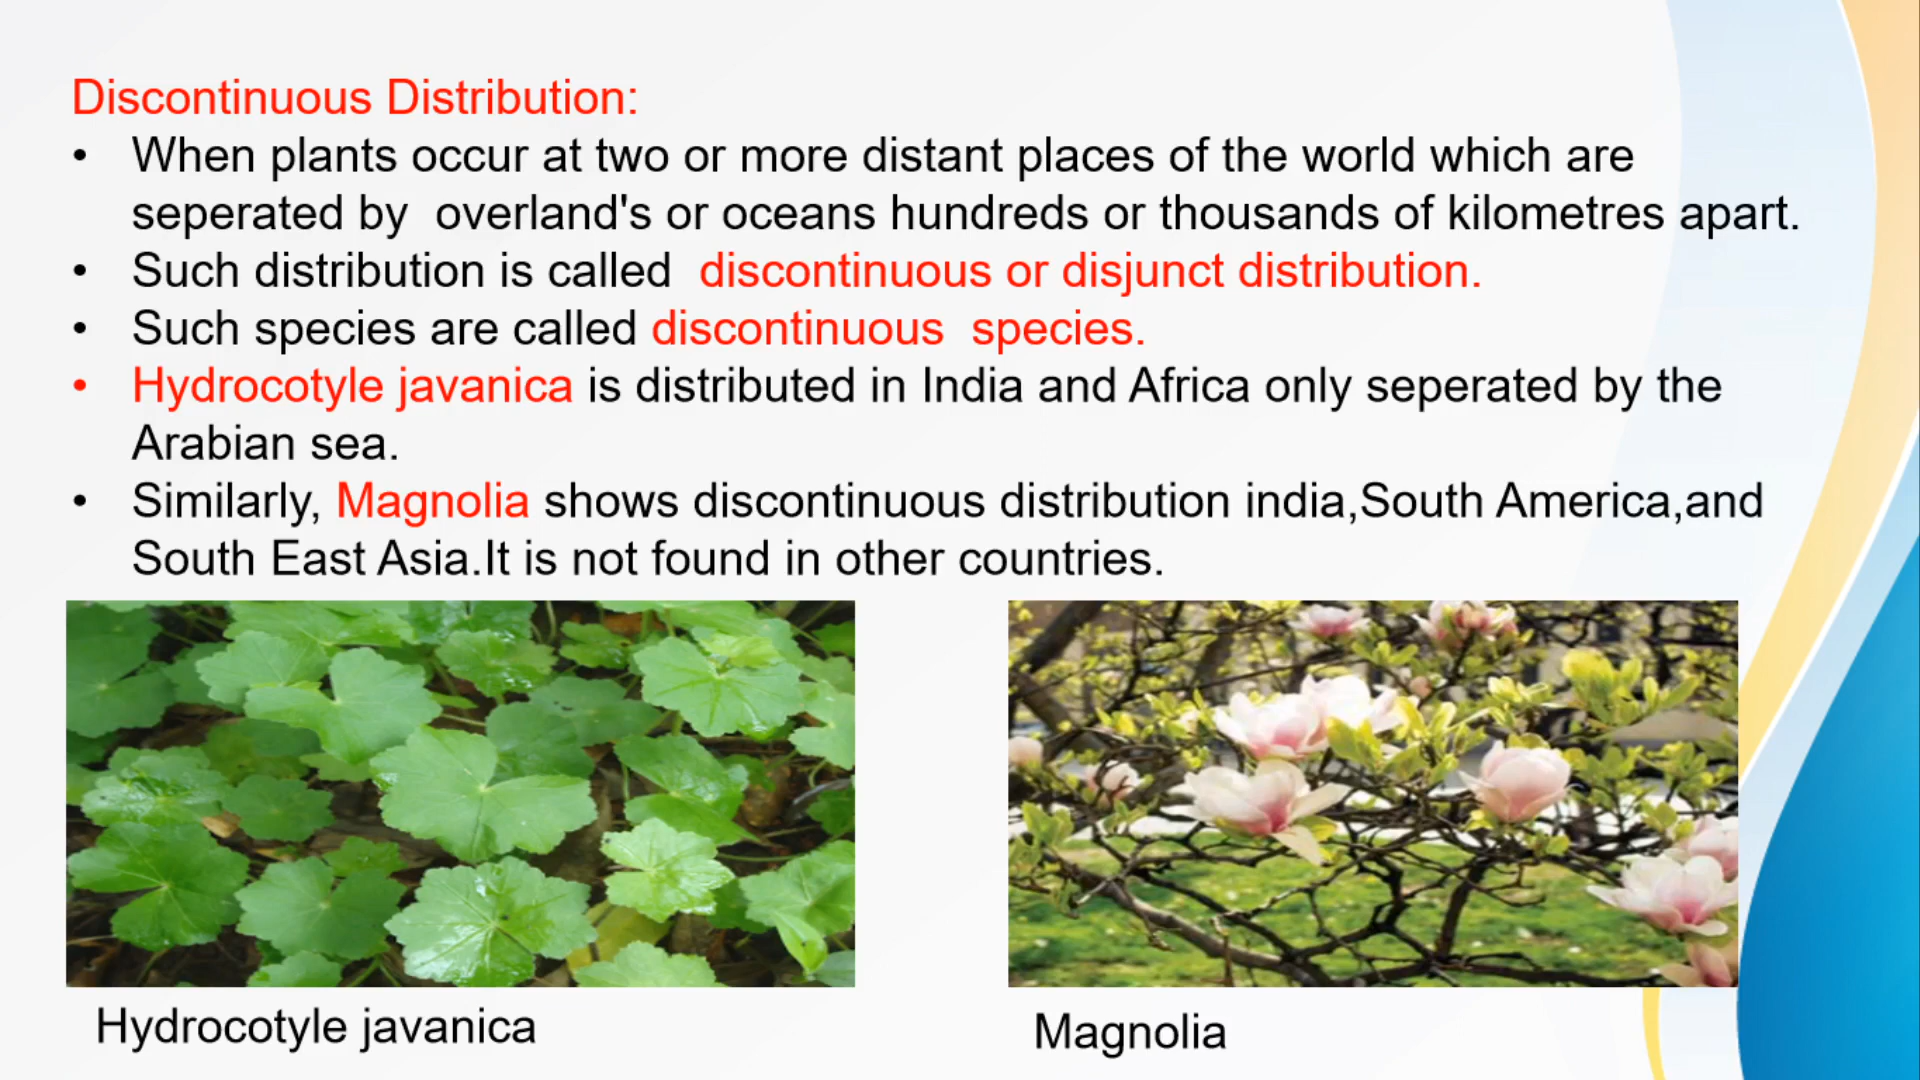 Discontinuous Distribution:
• When plants occur at two or more distant places of the world which are
seperated by overland's or oceans hundreds or thousands of kilometres apart.
• Such distribution is called discontinuous or disjunct distribution.
• Such species are called discontinuous species.
• Hydrocotyle javanica is distributed in India and Africa only seperated by the
Arabian sea.
• Similarly, Magnolia shows discontinuous distribution india,South America,and
South East Asia.It is not found in other countries.
Hydrocotyle javanica
Magnolia